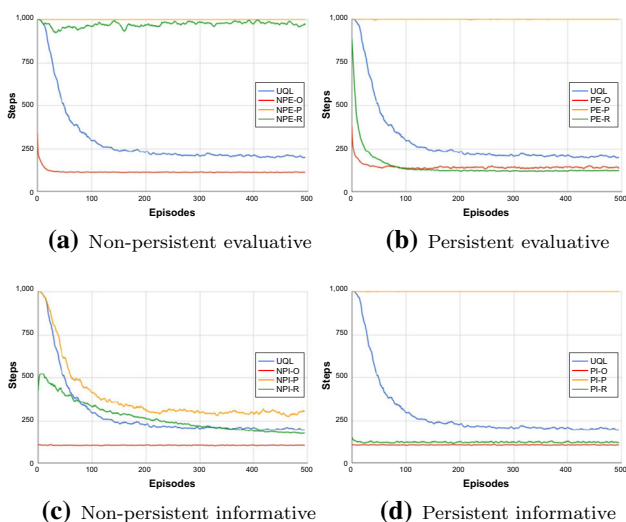 1,000
750
500
250
0
Steps
0
100
200
300
400
500
Episodes
UQL
NPE-O
NPE-P
NPE-R
(a) Non-persistent evaluative
1,000
750
500
250
0
Steps
0
100
200
300
400
500
Episodes
UQL
PE-O
PE-P
PE-R
(b) Persistent evaluative
1,000
750
500
250
0
Steps
0
100
200
300
400
500
Episodes
UQL
NPI-O
NPI-P
NPI-R
(c) Non-persistent informative
1,000
750
500
250
0
Steps
0
100
200
300
400
500
Episodes
UQL
PI-O
PI-P
PI-R
(d) Persistent informative